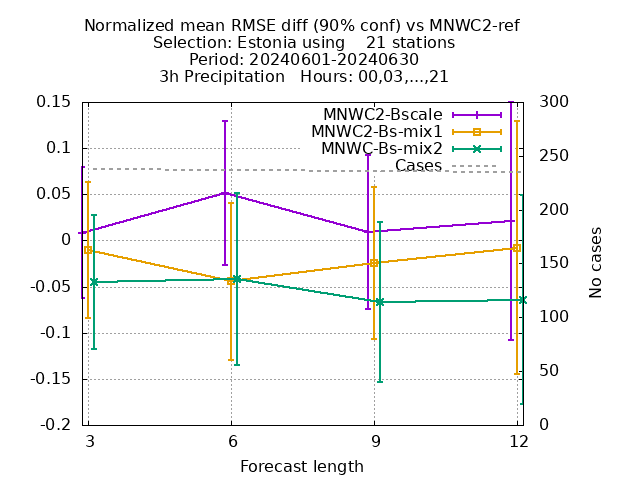 Normalized mean RMSE diff (90% conf) vs MNWC2-ref
Selection: Estonia using    21 stations
Period: 20240601-20240630
3h Precipitation   Hours: 00,03,...,21
MNWC2-Bscale
MNWC2-Bs-mix1
MNWC-Bs-mix2
Cases
0.15
0.1
0.05
0
-0.05
-0.1
-0.15
-0.2
300
250
200
150
100
50
0
No cases
3
6
9
12
Forecast length